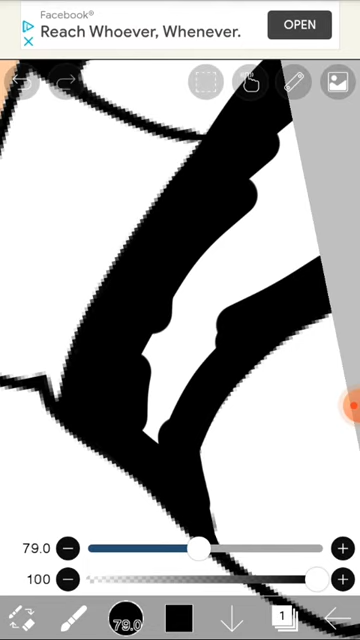 Facebook®
Reach Whoever, Whenever.
OPEN
79.0
100
79.0
1